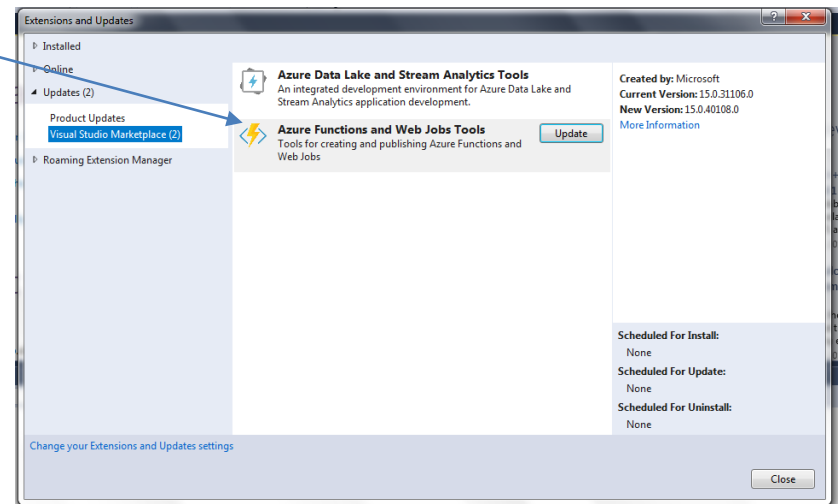 Extensions and Updates
Installed
Online
Updates (2)
Product Updates
Visual Studio Marketplace (2)
Roaming Extension Manager
Azure Data Lake and Stream Analytics Tools
An integrated development environment for Azure Data Lake and
Stream Analytics application development.
Azure Functions and Web Jobs Tools
Update
Tools for creating and publishing Azure Functions and
Web Jobs
Created by: Microsoft
Current Version: 15.0.31106.0
New Version: 15.0.40108.0
More Information
Scheduled For Install:
None
Scheduled For Update:
None
Scheduled For Uninstall:
None
Change your Extensions and Updates settings
Close